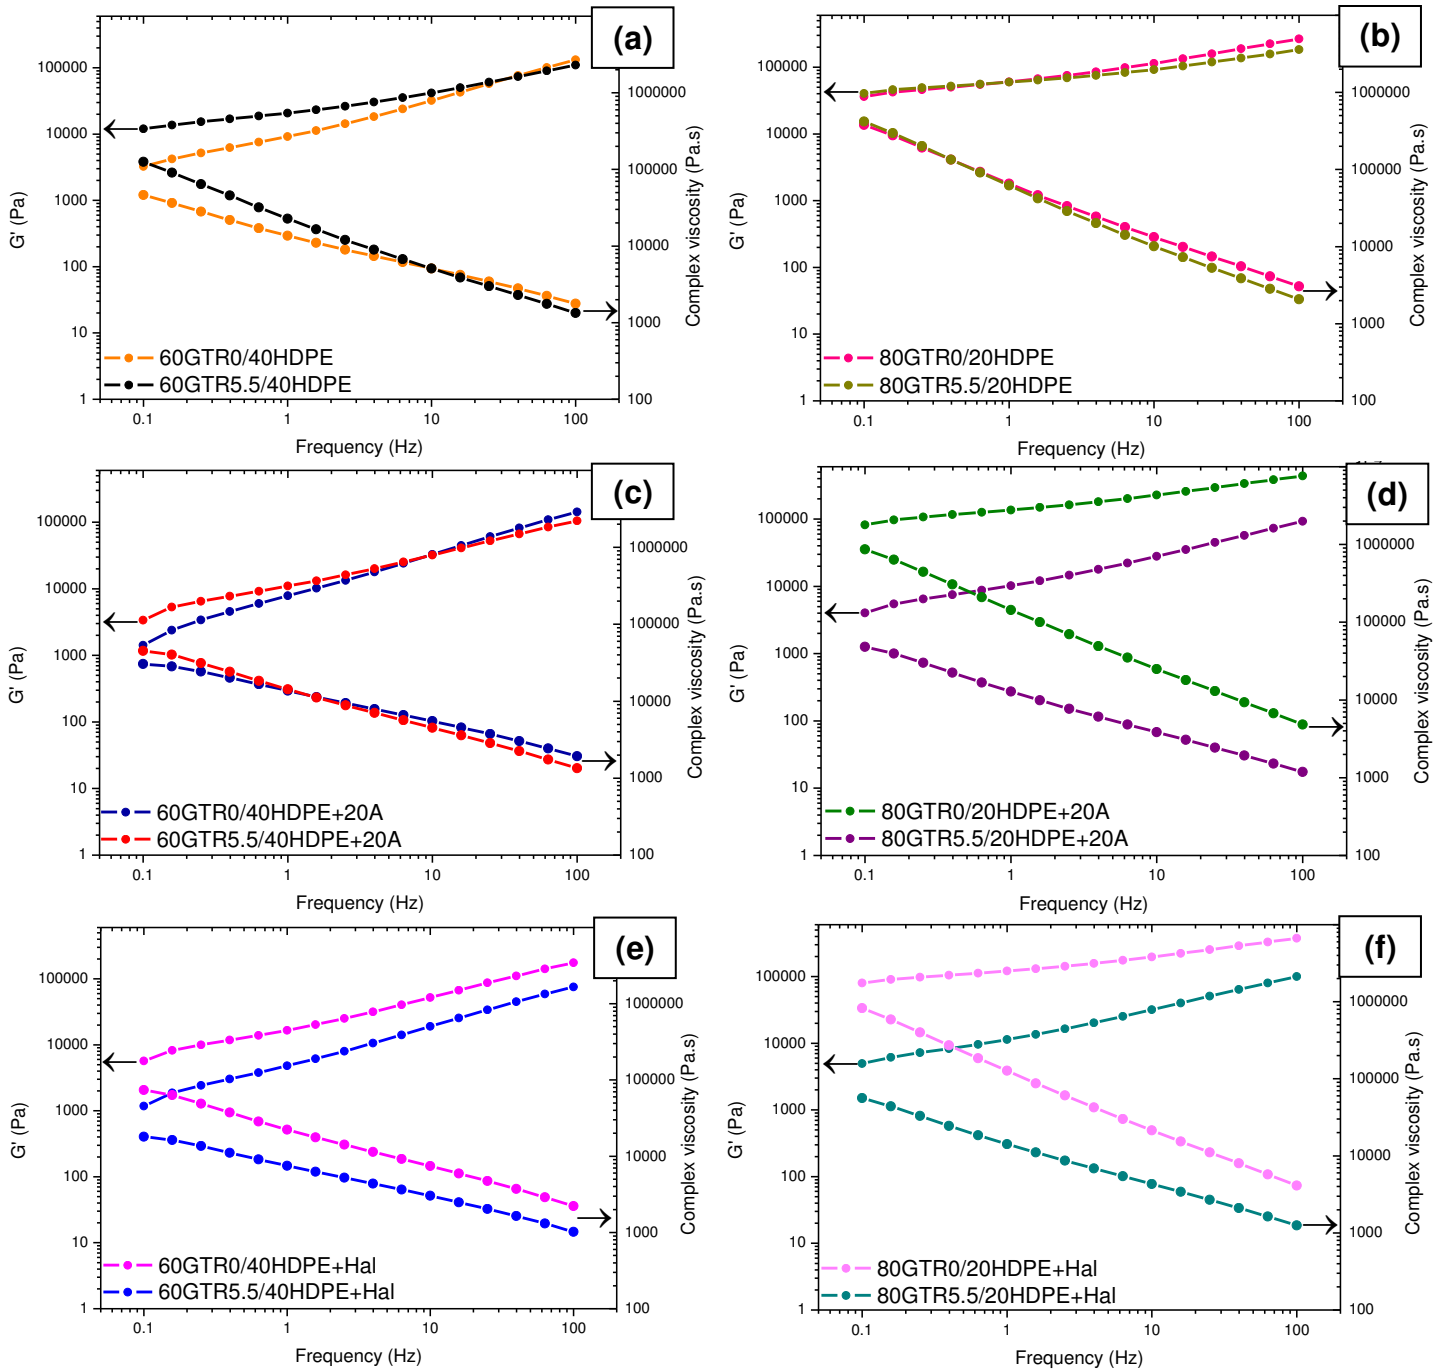 (a)
100000
10000
1000
100
10
1
G' (Pa)
1000000
100000
10000
1000
100
Complex viscosity (Pa.s)
60GTR0/40HDPE
60GTR5.5/40HDPE
0.1
1
10
100
Frequency (Hz)
(b)
100000
10000
1000
100
10
1
G' (Pa)
1000000
100000
10000
1000
100
Complex viscosity (Pa.s)
80GTR0/20HDPE
80GTR5.5/20HDPE
0.1
1
10
100
Frequency (Hz)
(c)
100000
10000
1000
100
10
1
G' (Pa)
1000000
100000
10000
1000
100
Complex viscosity (Pa.s)
60GTR0/40HDPE+20A
60GTR5.5/40HDPE+20A
0.1
1
10
100
Frequency (Hz)
(d)
100000
10000
1000
100
10
1
G' (Pa)
1000000
100000
10000
1000
100
Complex viscosity (Pa.s)
80GTR0/20HDPE+20A
80GTR5.5/20HDPE+20A
0.1
1
10
100
Frequency (Hz)
(e)
100000
10000
1000
100
10
1
G' (Pa)
1000000
100000
10000
1000
100
Complex viscosity (Pa.s)
60GTR0/40HDPE+Hal
60GTR5.5/40HDPE+Hal
0.1
1
10
100
Frequency (Hz)
(f)
100000
10000
1000
100
10
1
G' (Pa)
1000000
100000
10000
1000
100
Complex viscosity (Pa.s)
80GTR0/20HDPE+Hal
80GTR5.5/20HDPE+Hal
0.1
1
10
100
Frequency (Hz)